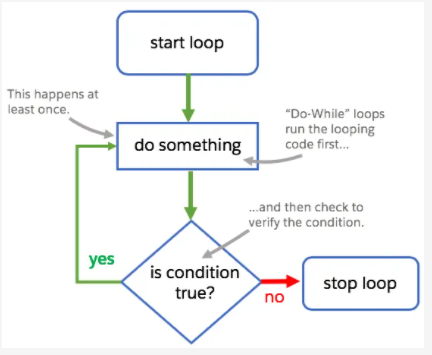 start loop
This happens at
least once.
do something
“Do-While” loops
run the looping
code first...
...and then check to
verify the condition.
yes
is condition
true?
no
stop loop